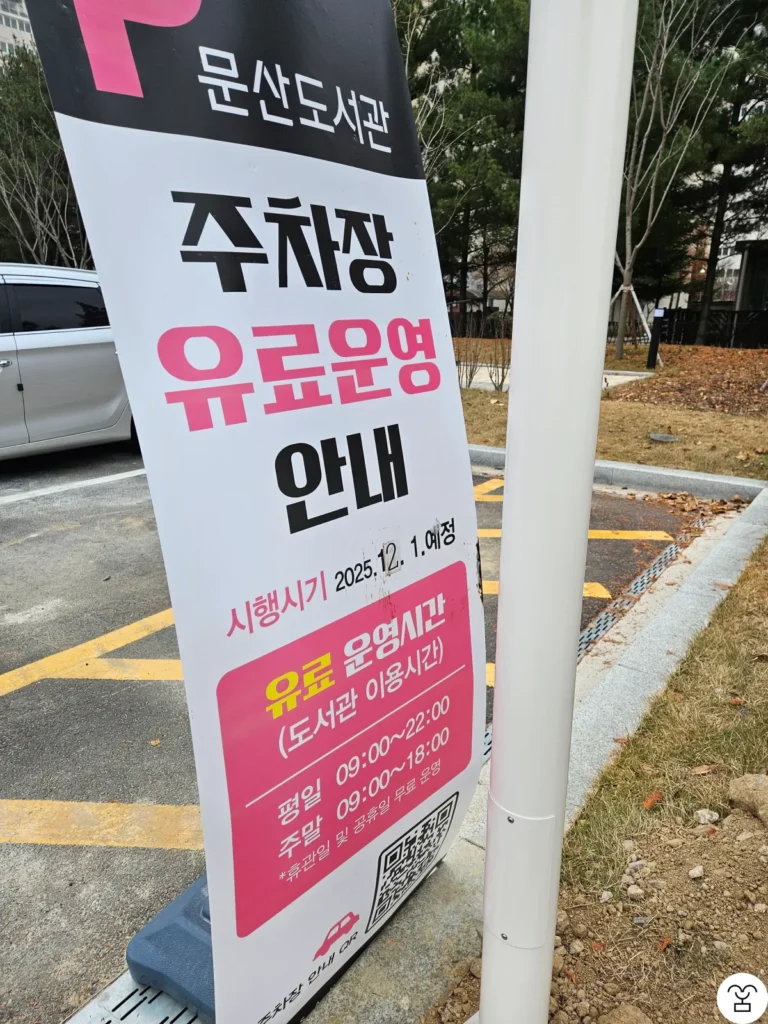 P
문산도서관
주차장
유료운영
안내
시행시기 2025.12. 1.예정
유료 운영시간
(도서관 이용시간)
평일 09:00~22:00
주말 09:00~18:00
*휴관일 및 공휴일 무료 운영
주차장 안내 QR